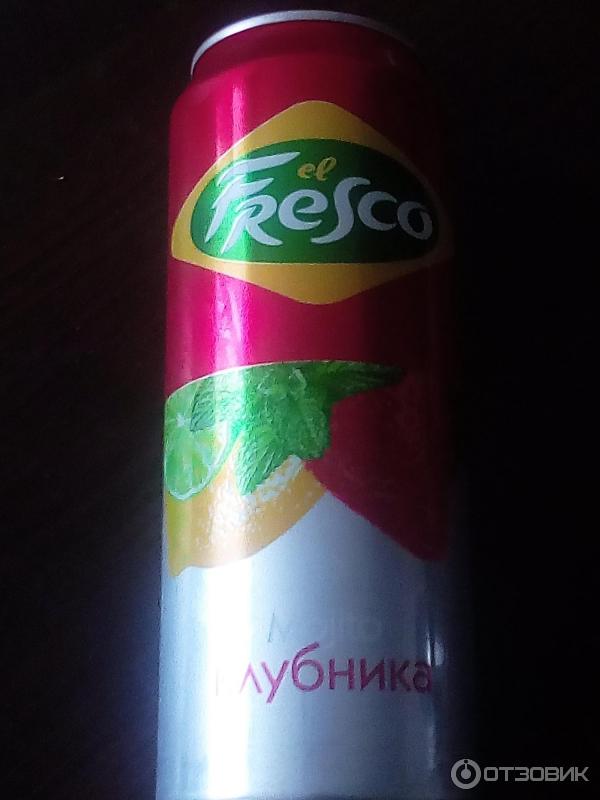 el
FResco
Mojito
клубника
ОТЗОВИК